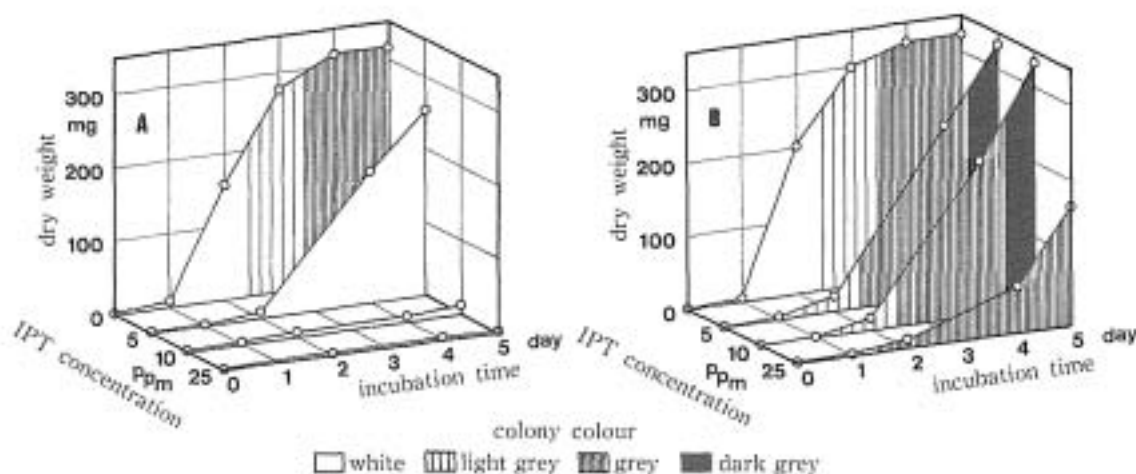 A
300
mg
200
100
0
dry weight
5
10
25
ppm
IPT concentration
0 1 2 3 4 5 day
incubation time
B
300
mg
200
100
0
dry weight
5
10
25
ppm
IPT concentration
0 1 2 3 4 5 day
incubation time
colony colour
white light grey grey dark grey